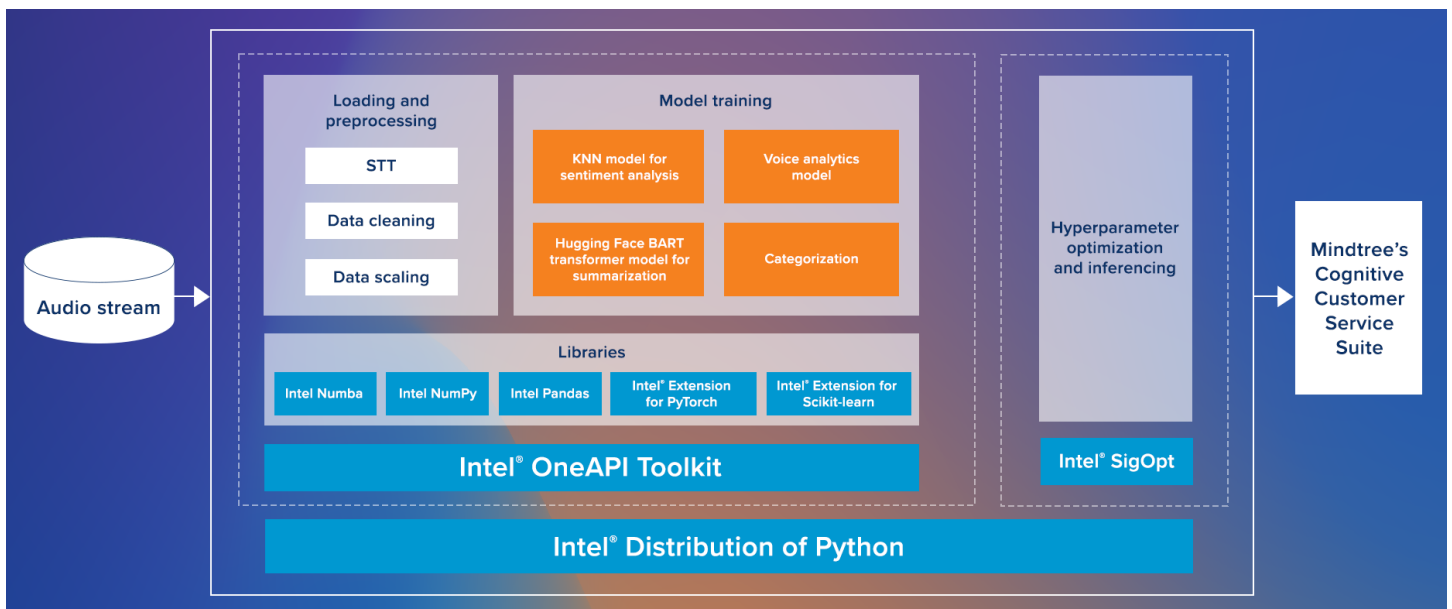 Audio stream
Loading and
preprocessing
STT
Data cleaning
Data scaling
Model training
KNN model for
sentiment analysis
Voice analytics
model
Hugging Face BART
transformer model for
summarization
Categorization
Libraries
Intel Numba
Intel NumPy
Intel Pandas
Intel® Extension
for PyTorch
Intel® Extension for
Scikit-learn
Intel® OneAPI Toolkit
Hyperparameter
optimization
and inferencing
Intel® SigOpt
Intel® Distribution of Python
Mindtree’s
Cognitive
Customer
Service
Suite